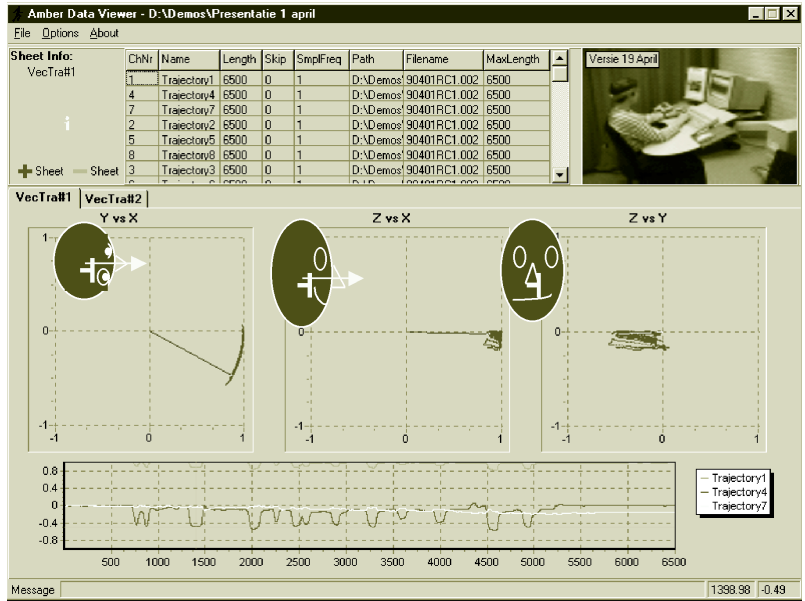 Amber Data Viewer - D:\Demos\Presentatie 1 april
File Options About
Sheet Info:
VecTra#1
Sheet Sheet
ChNr Name Length Skip SmplFreq Path Filename MaxLength
1 Trajectory1 6500 0 1 D:\Demos\ 90401RC1.002 6500
4 Trajectory4 6500 0 1 D:\Demos\ 90401RC1.002 6500
7 Trajectory7 6500 0 1 D:\Demos\ 90401RC1.002 6500
2 Trajectory2 6500 0 1 D:\Demos\ 90401RC1.002 6500
5 Trajectory5 6500 0 1 D:\Demos\ 90401RC1.002 6500
8 Trajectory8 6500 0 1 D:\Demos\ 90401RC1.002 6500
3 Trajectory3 6500 0 1 D:\Demos\ 90401RC1.002 6500
Versie 19 April
VecTra#1 VecTra#2
Y vs X
1
0
-1
-1 0 1
Z vs X
0
-1
-1 0 1
Z vs Y
0
-1
-1 0 1
0.8
0.4
0
-0.4
-0.8
500 1000 1500 2000 2500 3000 3500 4000 4500 5000 5500 6000 6500
Trajectory1
Trajectory4
Trajectory7
Message 1398.98 -0.49